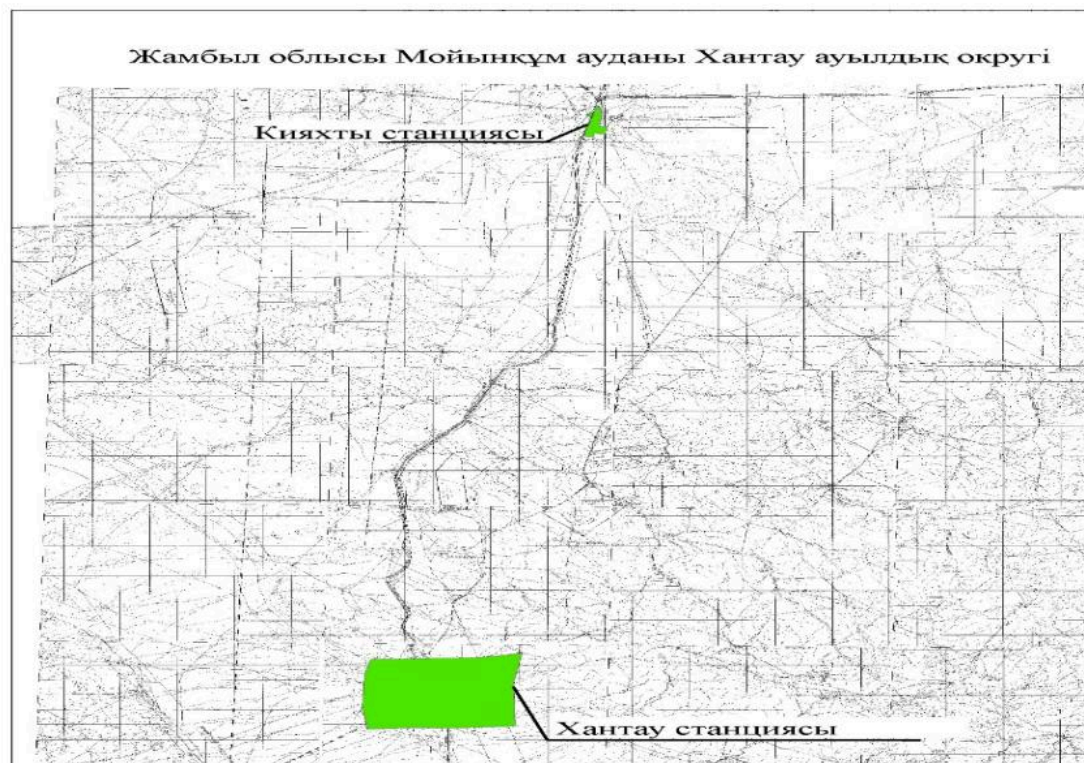 Жамбыл облысы Мойынқұм ауданы Хантау ауылдық округі
Кияхты станциясы
Хантау станциясы